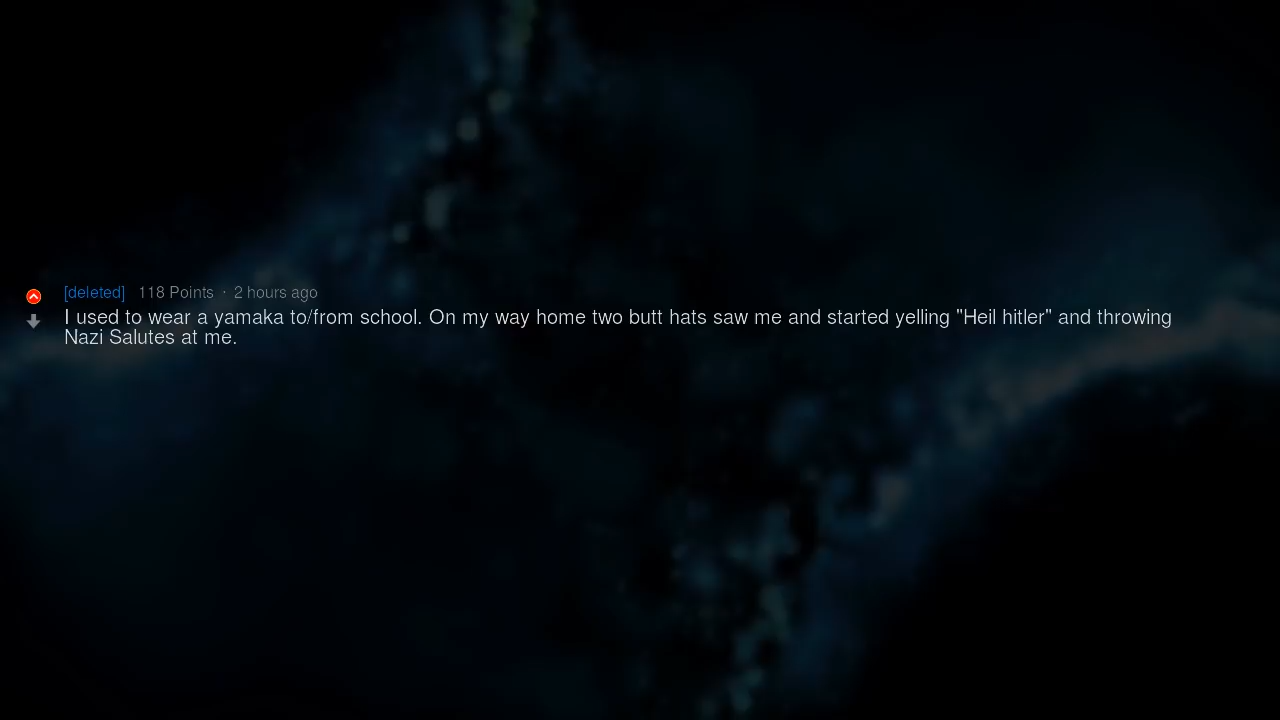 [deleted] 118 Points · 2 hours ago
I used to wear a yamaka to/from school. On my way home two butt hats saw me and started yelling "Heil hitler" and throwing
Nazi Salutes at me.